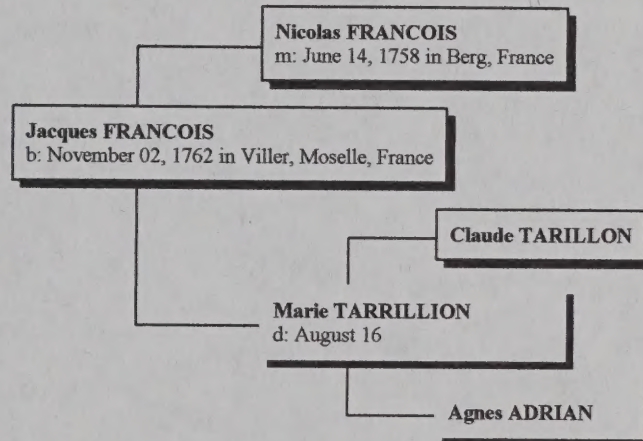 Nicolas FRANCOIS
m: June 14, 1758 in Berg, France
Jacques FRANCOIS
b: November 02, 1762 in Viller, Moselle, France
Claude TARILLON
Marie TARRILLION
d: August 16
Agnes ADRIAN